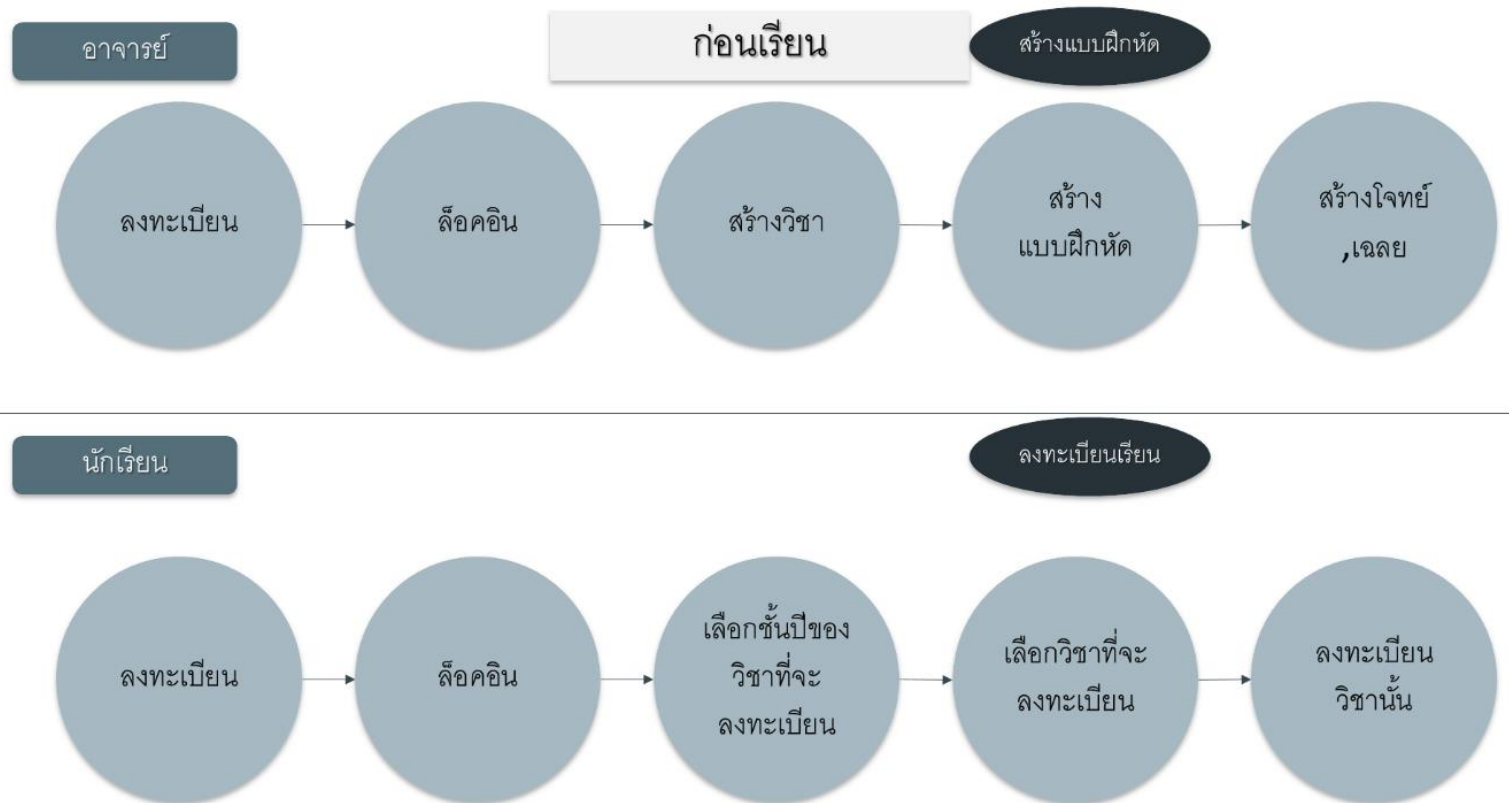 อาจารย์
ก่อนเรียน
สร้างแบบฝึกหัด
ลงทะเบียน
ล็อคอิน
สร้างวิชา
สร้าง
แบบฝึกหัด
สร้างโจทย์
,เฉลย
นักเรียน
ลงทะเบียนเรียน
ลงทะเบียน
ล็อคอิน
เลือกชั้นปีของ
วิชาที่จะ
ลงทะเบียน
เลือกวิชาที่จะ
ลงทะเบียน
ลงทะเบียน
วิชานั้น